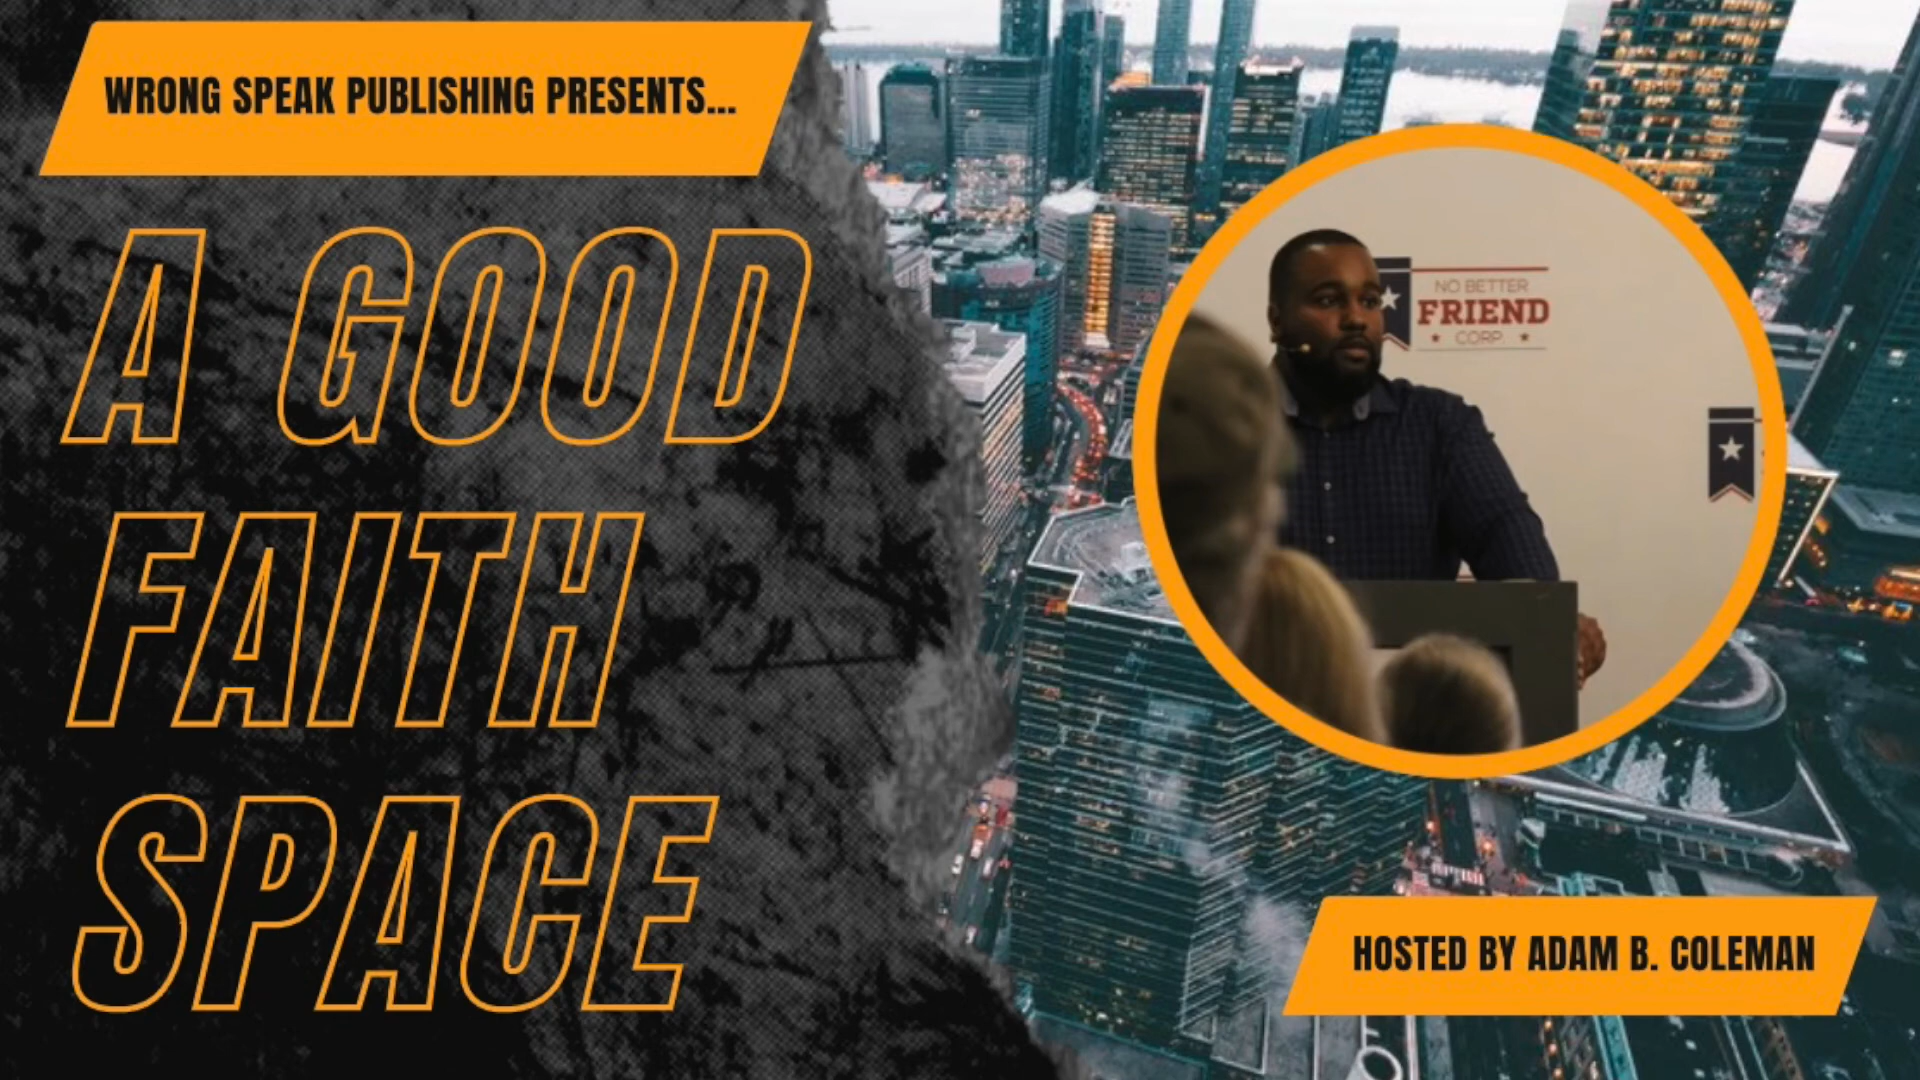 WRONG SPEAK PUBLISHING PRESENTS...
A GOOD
FAITH
SPACE
NO BETTER
FRIEND
CORP.
HOSTED BY ADAM B. COLEMAN